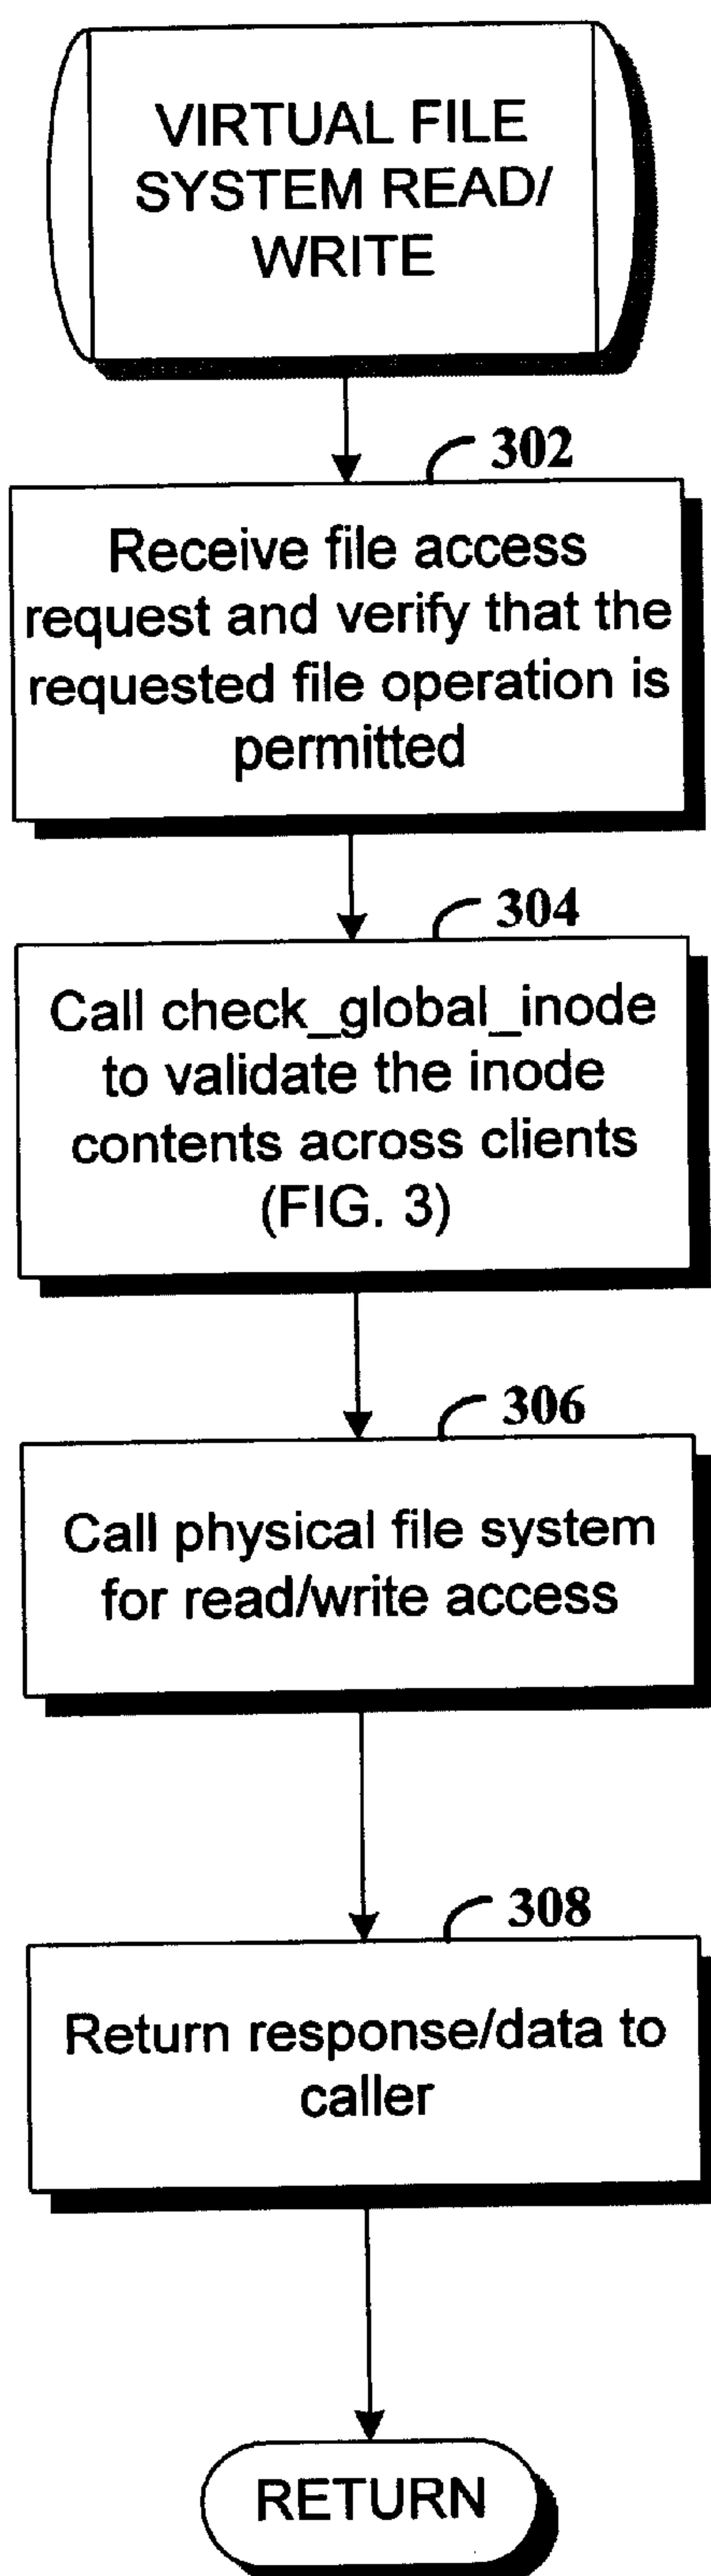 VIRTUAL FILE
SYSTEM READ/
WRITE
302
Receive file access
request and verify that the
requested file operation is
permitted
304
Call check_global_inode
to validate the inode
contents across clients
(FIG. 3)
306
Call physical file system
for read/write access
308
Return response/data to
caller
RETURN